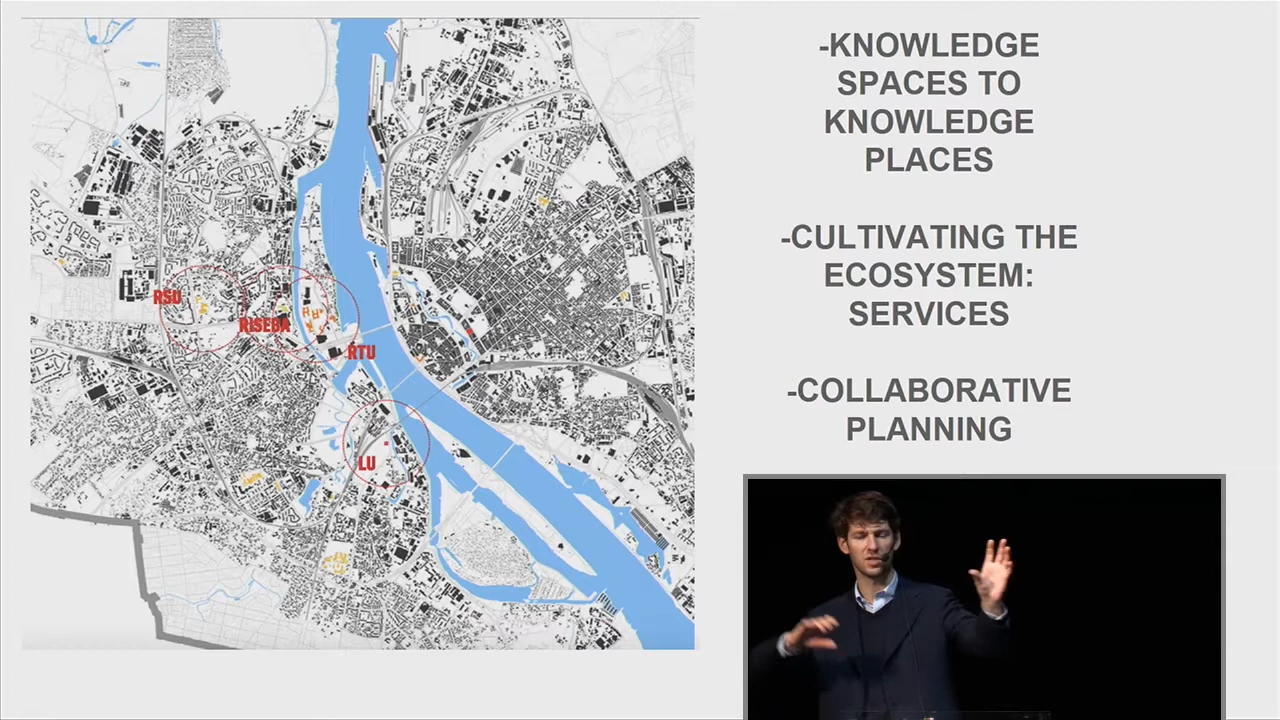 RSU
RISEBA
RTU
LU
-KNOWLEDGE
SPACES TO
KNOWLEDGE
PLACES
-CULTIVATING THE
ECOSYSTEM:
SERVICES
-COLLABORATIVE
PLANNING